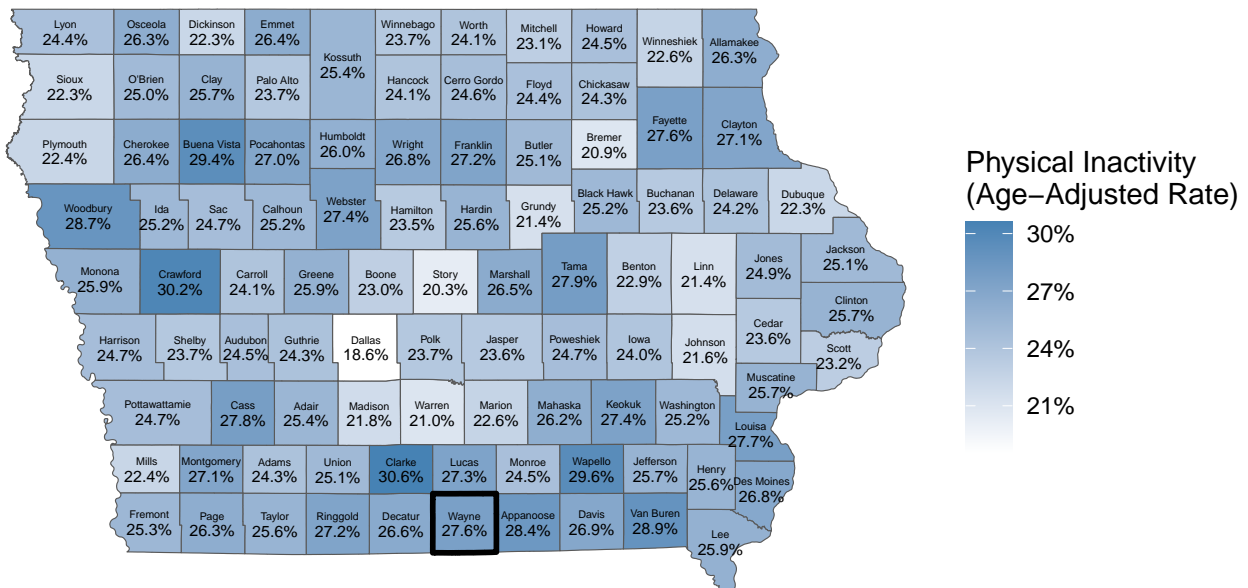 Lyon
24.4%
Osceola
26.3%
Dickinson
22.3%
Emmet
26.4%
Kossuth
25.4%
Winnebago
23.7%
Worth
24.1%
Mitchell
23.1%
Howard
24.5%
Winneshiek
22.6%
Allamakee
26.3%
Sioux
22.3%
O'Brien
25.0%
Clay
25.7%
Palo Alto
23.7%
Hancock
24.1%
Cerro Gordo
24.6%
Floyd
24.4%
Chickasaw
24.3%
Fayette
27.6%
Clayton
27.1%
Plymouth
22.4%
Cherokee
26.4%
Buena Vista
29.4%
Pocahontas
27.0%
Humboldt
26.0%
Wright
26.8%
Franklin
27.2%
Butler
25.1%
Bremer
20.9%
Woodbury
28.7%
Ida
25.2%
Sac
24.7%
Calhoun
25.2%
Webster
27.4%
Hamilton
23.5%
Hardin
25.6%
Grundy
21.4%
Black Hawk
25.2%
Buchanan
23.6%
Delaware
24.2%
Dubuque
22.3%
Monona
25.9%
Crawford
30.2%
Carroll
24.1%
Greene
25.9%
Boone
23.0%
Story
20.3%
Marshall
26.5%
Tama
27.9%
Benton
22.9%
Linn
21.4%
Jones
24.9%
Jackson
25.1%
Clinton
25.7%
Harrison
24.7%
Shelby
23.7%
Audubon
24.5%
Guthrie
24.3%
Dallas
18.6%
Polk
23.7%
Jasper
23.6%
Poweshiek
24.7%
Iowa
24.0%
Johnson
21.6%
Cedar
23.6%
Scott
23.2%
Muscatine
25.7%
Pottawattamie
24.7%
Cass
27.8%
Adair
25.4%
Madison
21.8%
Warren
21.0%
Marion
22.6%
Mahaska
26.2%
Keokuk
27.4%
Washington
25.2%
Louisa
27.7%
Mills
22.4%
Montgomery
27.1%
Adams
24.3%
Union
25.1%
Clarke
30.6%
Lucas
27.3%
Monroe
24.5%
Wapello
29.6%
Jefferson
25.7%
Henry
25.6%
Des Moines
26.8%
Fremont
25.3%
Page
26.3%
Taylor
25.6%
Ringgold
27.2%
Decatur
26.6%
Wayne
27.6%
Appanoose
28.4%
Davis
26.9%
Van Buren
28.9%
Lee
25.9%
Physical Inactivity
(Age−Adjusted Rate)
30%
27%
24%
21%